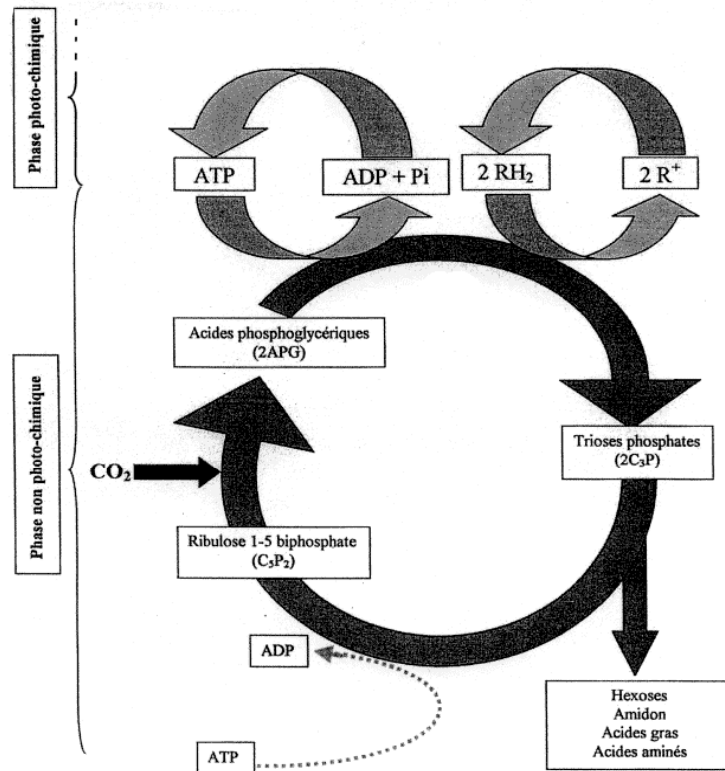 Phase photo-chimique
ATP
ADP + Pi
2 RH₂
2 R⁺
Acides phosphoglycériques
(2APG)
Phase non photo-chimique
Trioses phosphates
(2C₃P)
CO₂
Ribulose 1-5 biphosphate
(C₅P₂)
ADP
ATP
Hexoses
Amidon
Acides gras
Acides aminés